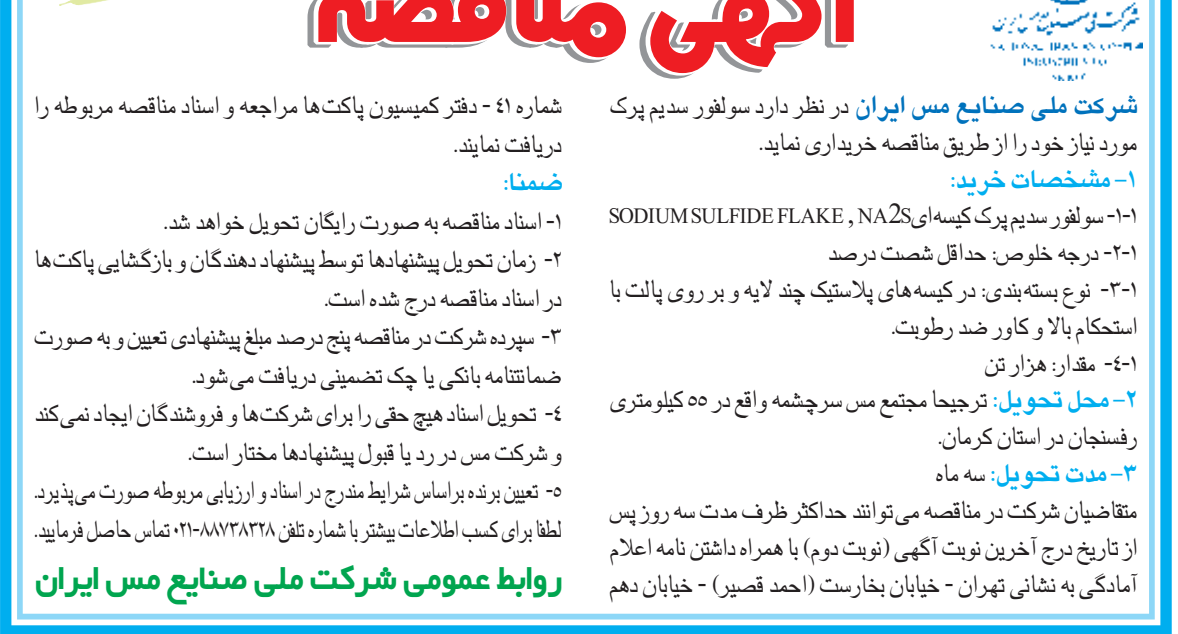 آگهی مناقصه
شرکت ملی صنایع مس ایران
شرکت ملی صنایع مس ایران در نظر دارد سولفور سدیم پرک
مورد نیاز خود را از طریق مناقصه خریداری نماید.
۱- مشخصات خرید:
۱-۱- سولفور سدیم پرک کیسه‌ای SODIUM SULFIDE FLAKE , NA2S
۱-۲- درجه خلوص: حداقل شصت درصد
۱-۳- نوع بسته‌بندی: در کیسه‌های پلاستیک چند لایه و بر روی پالت با
استحکام بالا و کاور ضد رطوبت.
۱-٤- مقدار: هزار تن
۲- محل تحویل: ترجیحا مجتمع مس سرچشمه واقع در ٥٥ کیلومتری
رفسنجان در استان کرمان.
۳- مدت تحویل: سه ماه
متقاضیان شرکت در مناقصه می‌توانند حداکثر ظرف مدت سه روز پس
از تاریخ درج آخرین نوبت آگهی (نوبت دوم) با همراه داشتن نامه اعلام
آمادگی به نشانی تهران - خیابان بخارست (احمد قصیر) - خیابان دهم
شماره ٤۱ - دفتر کمیسیون پاکت‌ها مراجعه و اسناد مناقصه مربوطه را
دریافت نمایند.
ضمنا:
۱- اسناد مناقصه به صورت رایگان تحویل خواهد شد.
۲- زمان تحویل پیشنهادها توسط پیشنهاد دهندگان و بازگشایی پاکت‌ها
در اسناد مناقصه درج شده است.
۳- سپرده شرکت در مناقصه پنج درصد مبلغ پیشنهادی تعیین و به صورت
ضمانتنامه بانکی یا چک تضمینی دریافت می‌شود.
٤- تحویل اسناد هیچ حقی را برای شرکت‌ها و فروشندگان ایجاد نمی‌کند
و شرکت مس در رد یا قبول پیشنهادها مختار است.
٥- تعیین برنده براساس شرایط مندرج در اسناد و ارزیابی مربوطه صورت می‌پذیرد.
لطفا برای کسب اطلاعات بیشتر با شماره تلفن ۸۸۷۳۸۳۲۸-۰۲۱ تماس حاصل فرمایید.
روابط عمومی شرکت ملی صنایع مس ایران